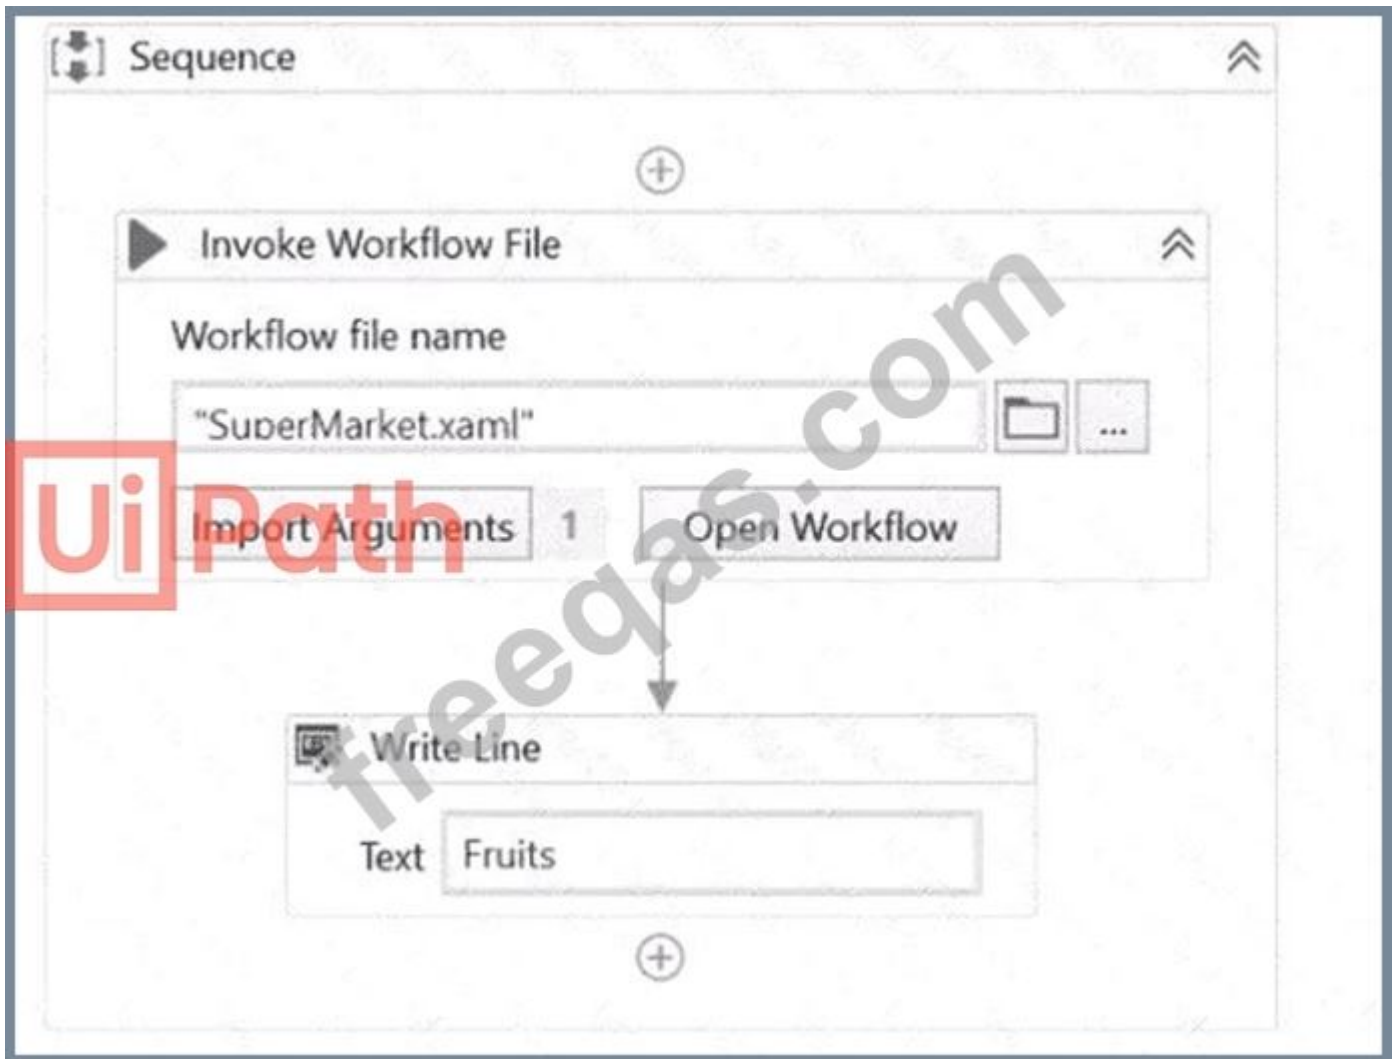 Sequence
Invoke Workflow File
Workflow file name
"SuperMarket.xaml"
...
Import Arguments 1 Open Workflow
UiPath
Write Line
Text Fruits
freeqas.com